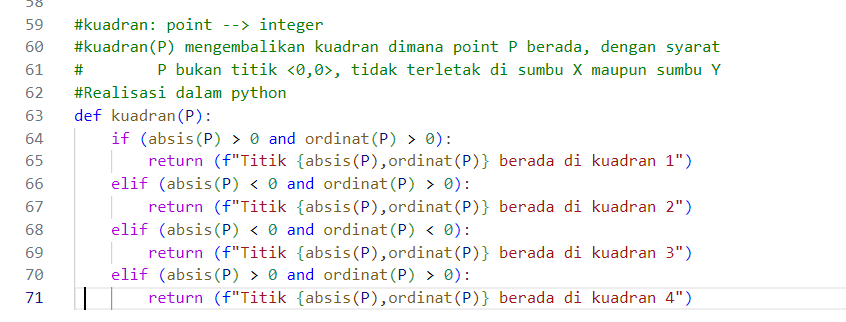 58
59 #kuadran: point --> integer
60 #kuadran(P) mengembalikan kuadran dimana point P berada, dengan syarat
61 #        P bukan titik <0,0>, tidak terletak di sumbu X maupun sumbu Y
62 #Realisasi dalam python
63 def kuadran(P):
64     if (absis(P) > 0 and ordinat(P) > 0):
65         return (f"Titik {absis(P),ordinat(P)} berada di kuadran 1")
66     elif (absis(P) < 0 and ordinat(P) > 0):
67         return (f"Titik {absis(P),ordinat(P)} berada di kuadran 2")
68     elif (absis(P) < 0 and ordinat(P) < 0):
69         return (f"Titik {absis(P),ordinat(P)} berada di kuadran 3")
70     elif (absis(P) > 0 and ordinat(P) > 0):
71         return (f"Titik {absis(P),ordinat(P)} berada di kuadran 4")